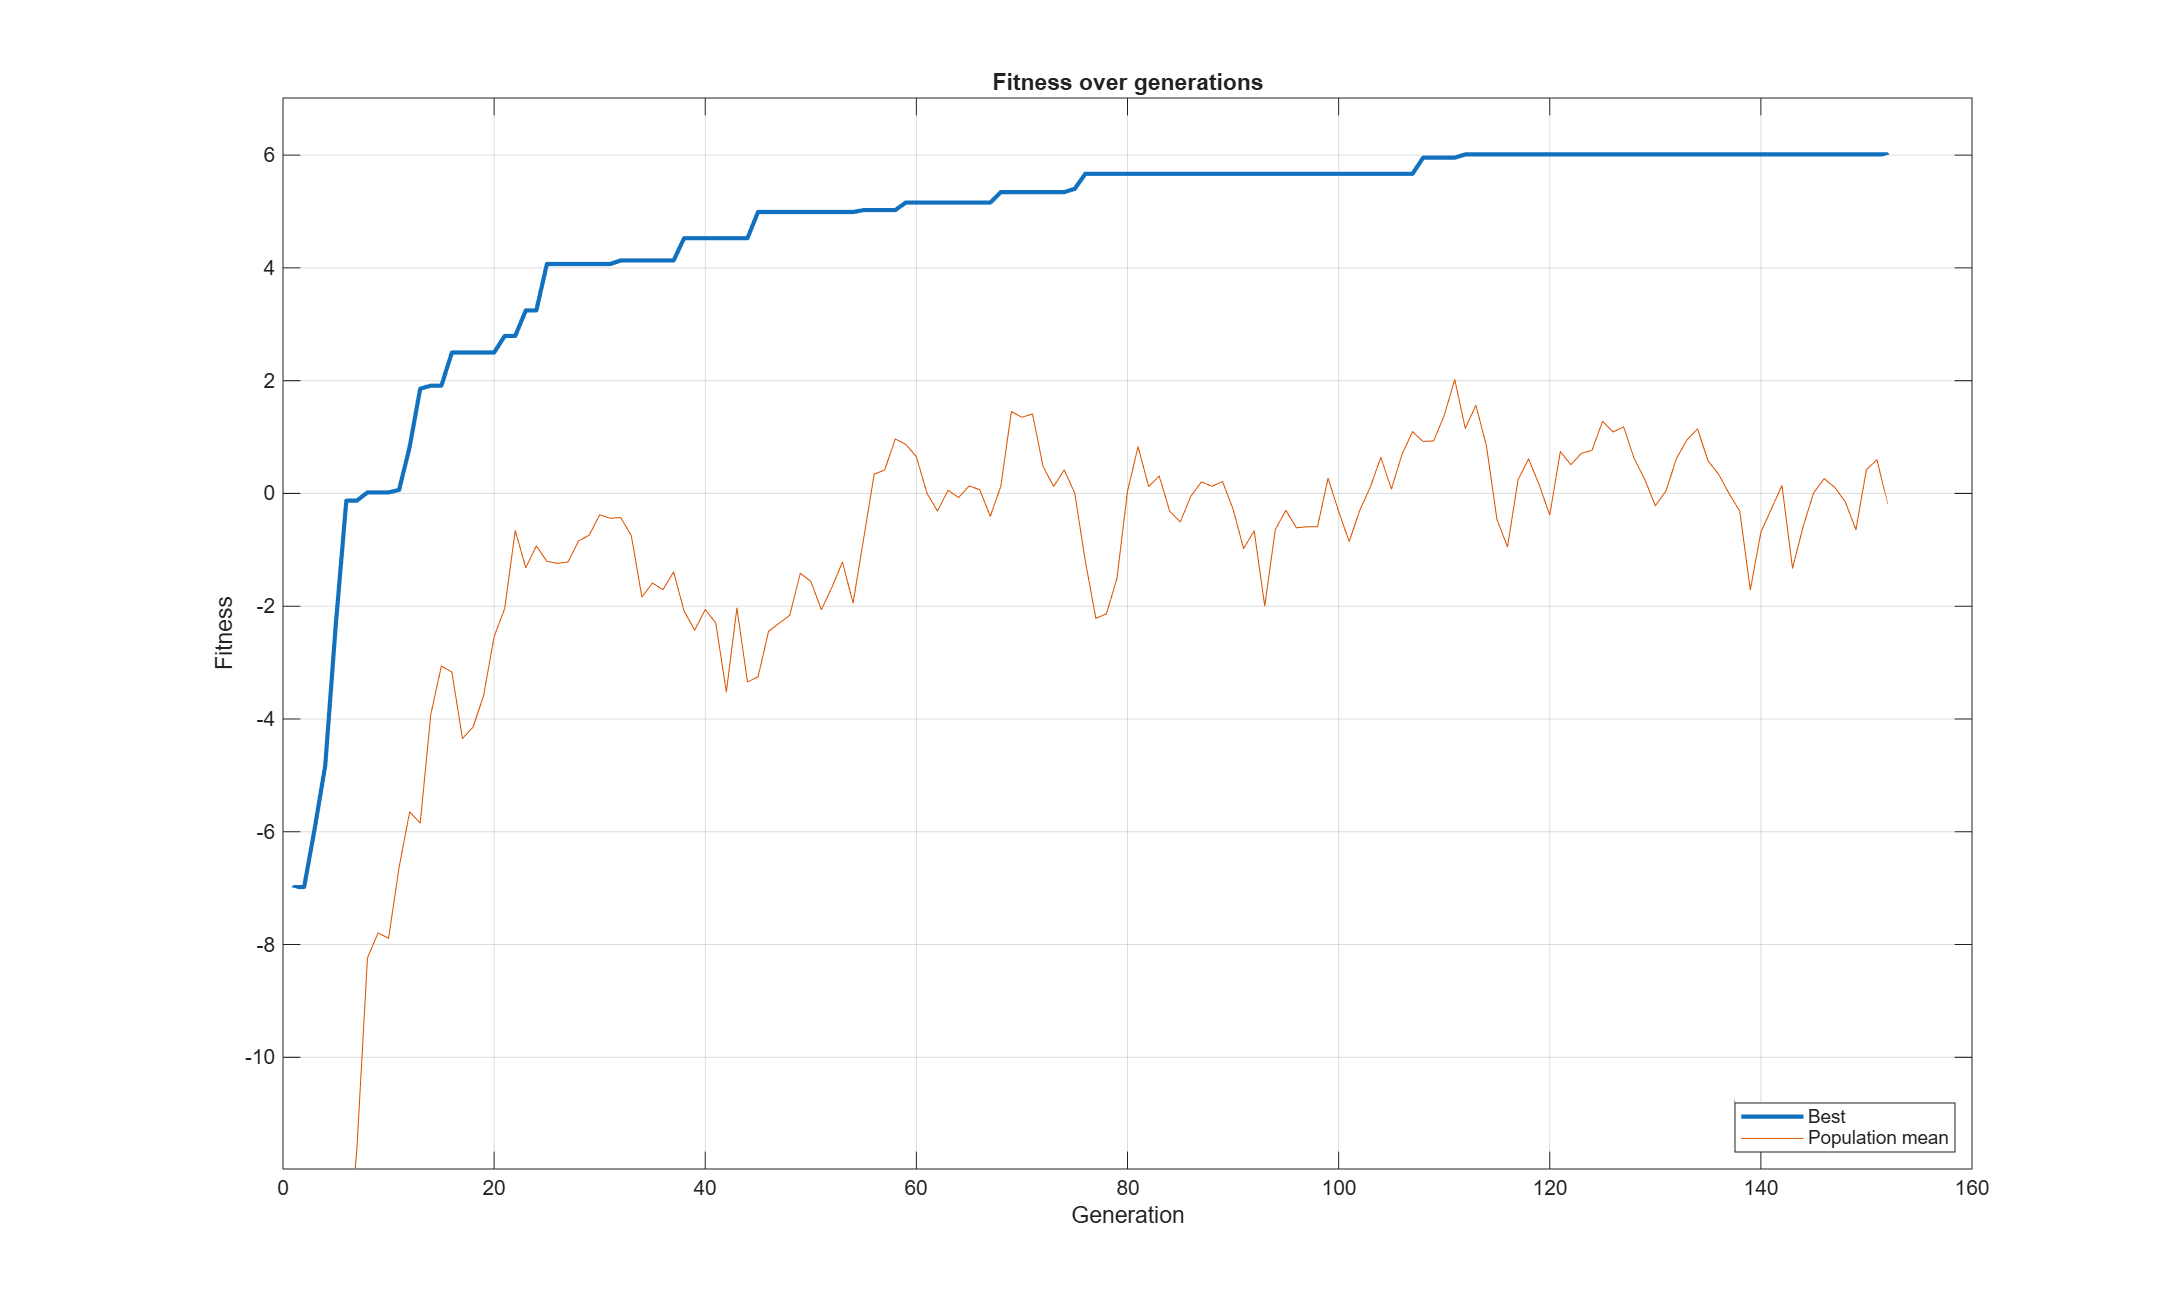 Fitness over generations
6
4
2
0
-2
-4
-6
-8
-10
Fitness
0 20 40 60 80 100 120 140 160
Generation
Best
Population mean